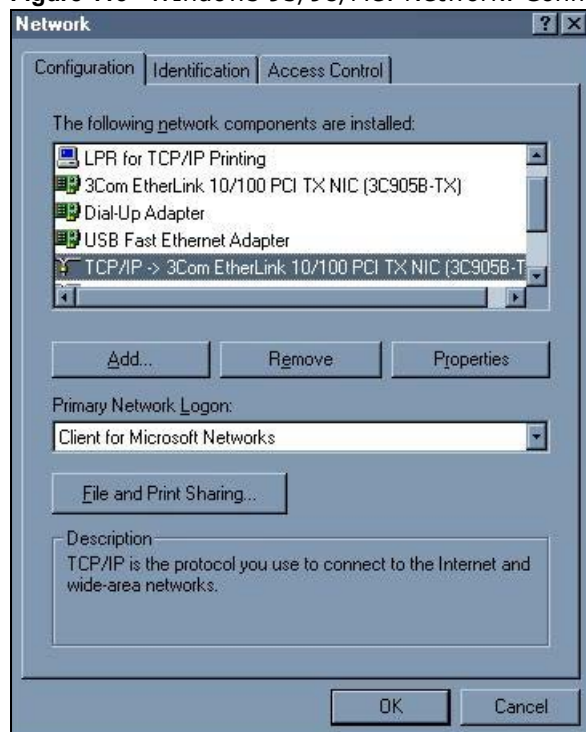 Network
Configuration Identification Access Control
The following network components are installed:
LPR for TCP/IP Printing
3Com EtherLink 10/100 PCI TX NIC (3C905B-TX)
Dial-Up Adapter
USB Fast Ethernet Adapter
TCP/IP -> 3Com EtherLink 10/100 PCI TX NIC (3C905B-T
Add... Remove Properties
Primary Network Logon:
Client for Microsoft Networks
File and Print Sharing...
Description
TCP/IP is the protocol you use to connect to the Internet and
wide-area networks.
OK Cancel